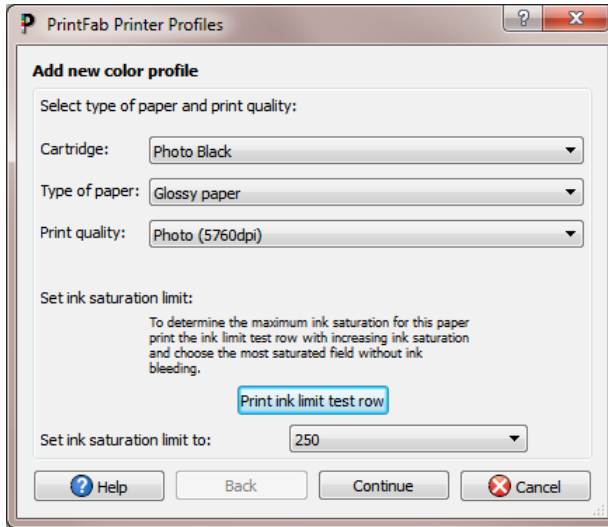 PrintFab Printer Profiles
Add new color profile
Select type of paper and print quality:
Cartridge: Photo Black
Type of paper: Glossy paper
Print quality: Photo (5760dpi)
Set ink saturation limit:
To determine the maximum ink saturation for this paper
print the ink limit test row with increasing ink saturation
and choose the most saturated field without ink
bleeding.
Print ink limit test row
Set ink saturation limit to: 250
Help Back Continue Cancel